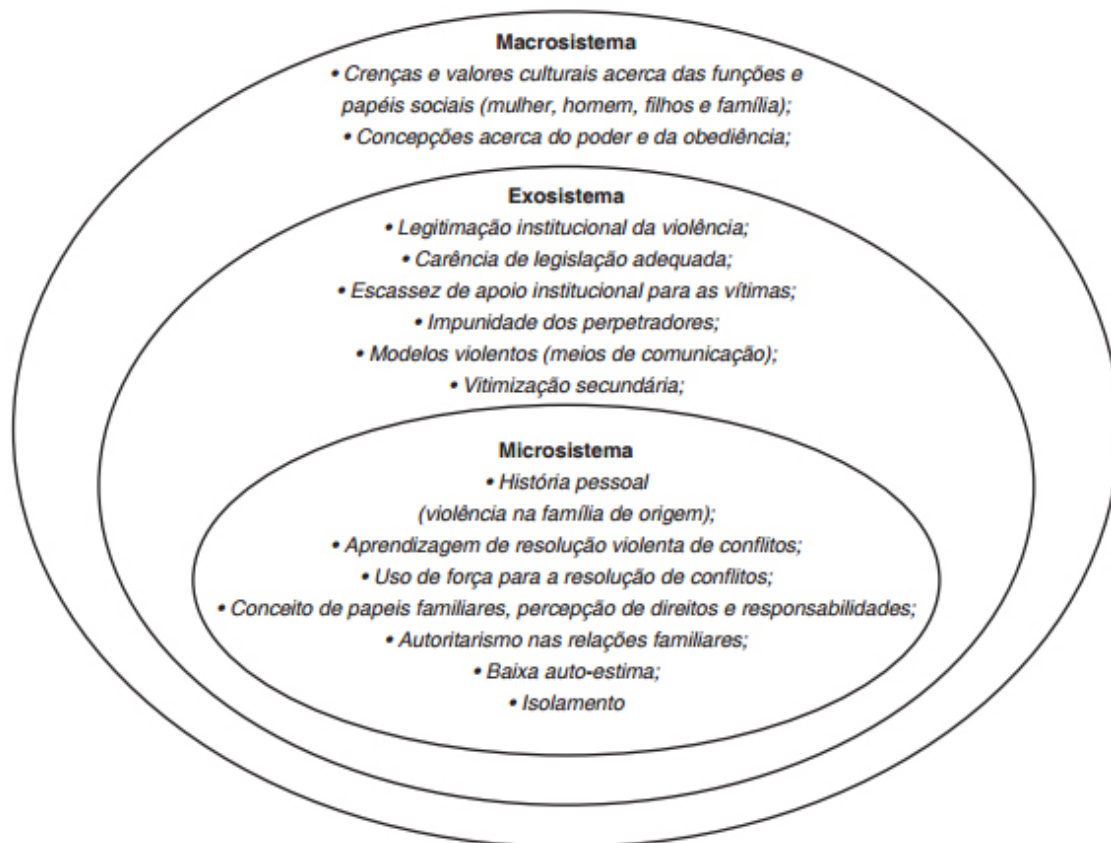 Macrosistema
• Crenças e valores culturais acerca das funções e
papéis sociais (mulher, homem, filhos e família);
• Concepções acerca do poder e da obediência;
Exosistema
• Legitimação institucional da violência;
• Carência de legislação adequada;
• Escassez de apoio institucional para as vítimas;
• Impunidade dos perpetradores;
• Modelos violentos (meios de comunicação);
• Vitimização secundária;
Microsistema
• História pessoal
(violência na família de origem);
• Aprendizagem de resolução violenta de conflitos;
• Uso de força para a resolução de conflitos;
• Conceito de papeis familiares, percepção de direitos e responsabilidades;
• Autoritarismo nas relações familiares;
• Baixa auto-estima;
• Isolamento